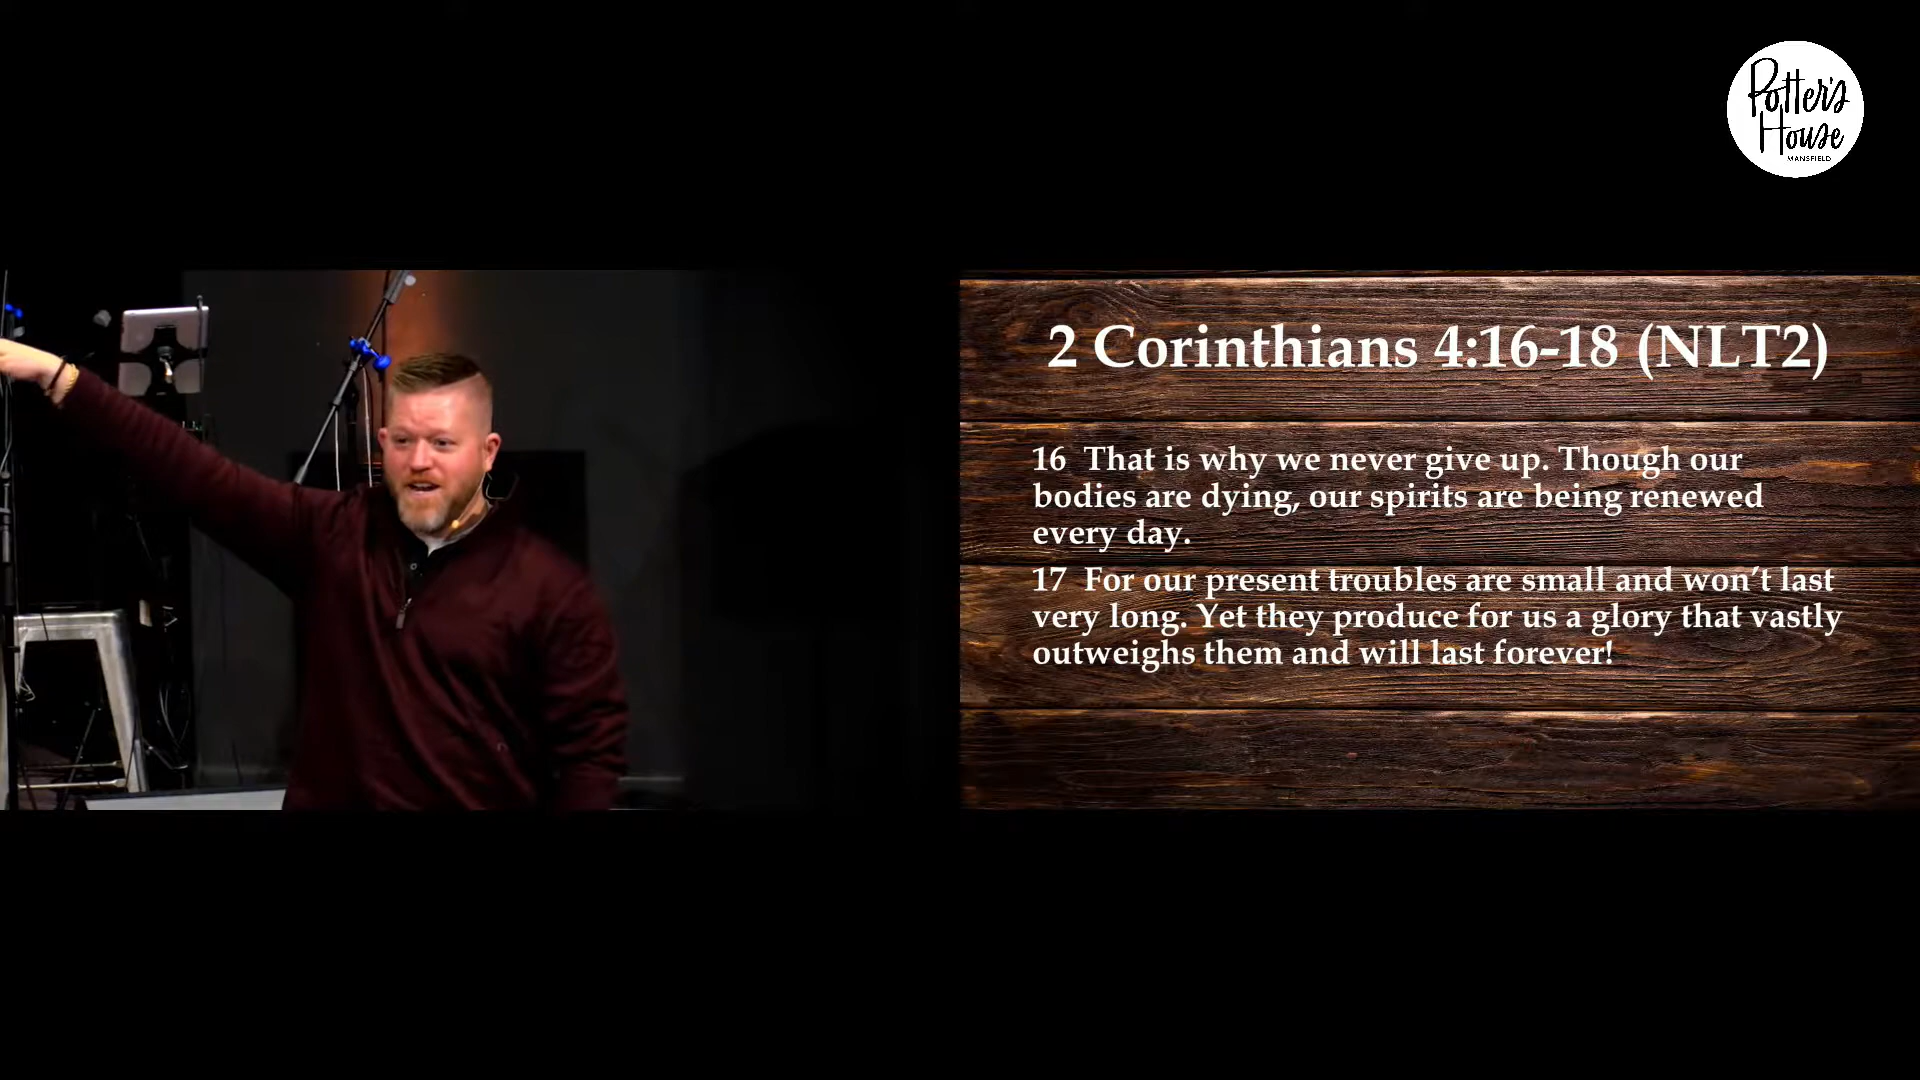 Potter's
House
MANSFIELD
2 Corinthians 4:16-18 (NLT2)
16  That is why we never give up. Though our
bodies are dying, our spirits are being renewed
every day.
17  For our present troubles are small and won’t last
very long. Yet they produce for us a glory that vastly
outweighs them and will last forever!